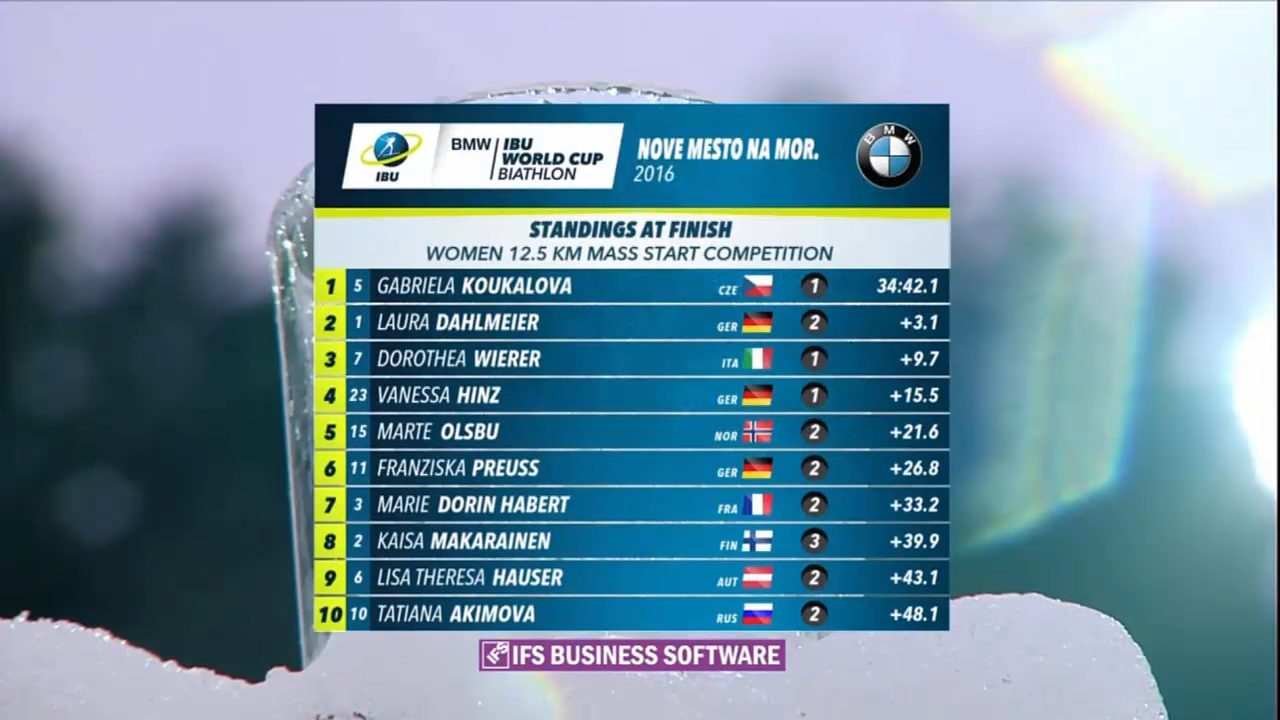 IBU
BMW IBU WORLD CUP BIATHLON
NOVE MESTO NA MOR.
2016
BMW
STANDINGS AT FINISH
WOMEN 12.5 KM MASS START COMPETITION
1 5 GABRIELA KOUKALOVA CZE 1 34:42.1
2 1 LAURA DAHLMEIER GER 2 +3.1
3 7 DOROTHEA WIERER ITA 1 +9.7
4 23 VANESSA HINZ GER 1 +15.5
5 15 MARTE OLSBU NOR 2 +21.6
6 11 FRANZISKA PREUSS GER 2 +26.8
7 3 MARIE DORIN HABERT FRA 2 +33.2
8 2 KAISA MAKARAINEN FIN 3 +39.9
9 6 LISA THERESA HAUSER AUT 2 +43.1
10 10 TATIANA AKIMOVA RUS 2 +48.1
IFS IFS BUSINESS SOFTWARE